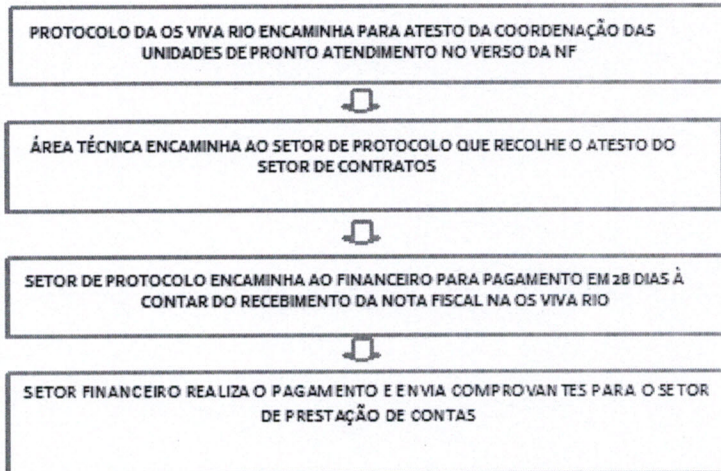 PROTOCOLO DA OS VIVA RIO ENCAMINHA PARA ATESTO DA COORDENAÇÃO DAS
UNIDADES DE PRONTO ATENDIMENTO NO VERSO DA NF
ÁREA TÉCNICA ENCAMINHA AO SETOR DE PROTOCOLO QUE RECOLHE O ATESTO DO
SETOR DE CONTRATOS
SETOR DE PROTOCOLO ENCAMINHA AO FINANCEIRO PARA PAGAMENTO EM 28 DIAS À
CONTAR DO RECEBIMENTO DA NOTA FISCAL NA OS VIVA RIO
SETOR FINANCEIRO REALIZA O PAGAMENTO E ENVIA COMPROVANTES PARA O SETOR
DE PRESTAÇÃO DE CONTAS